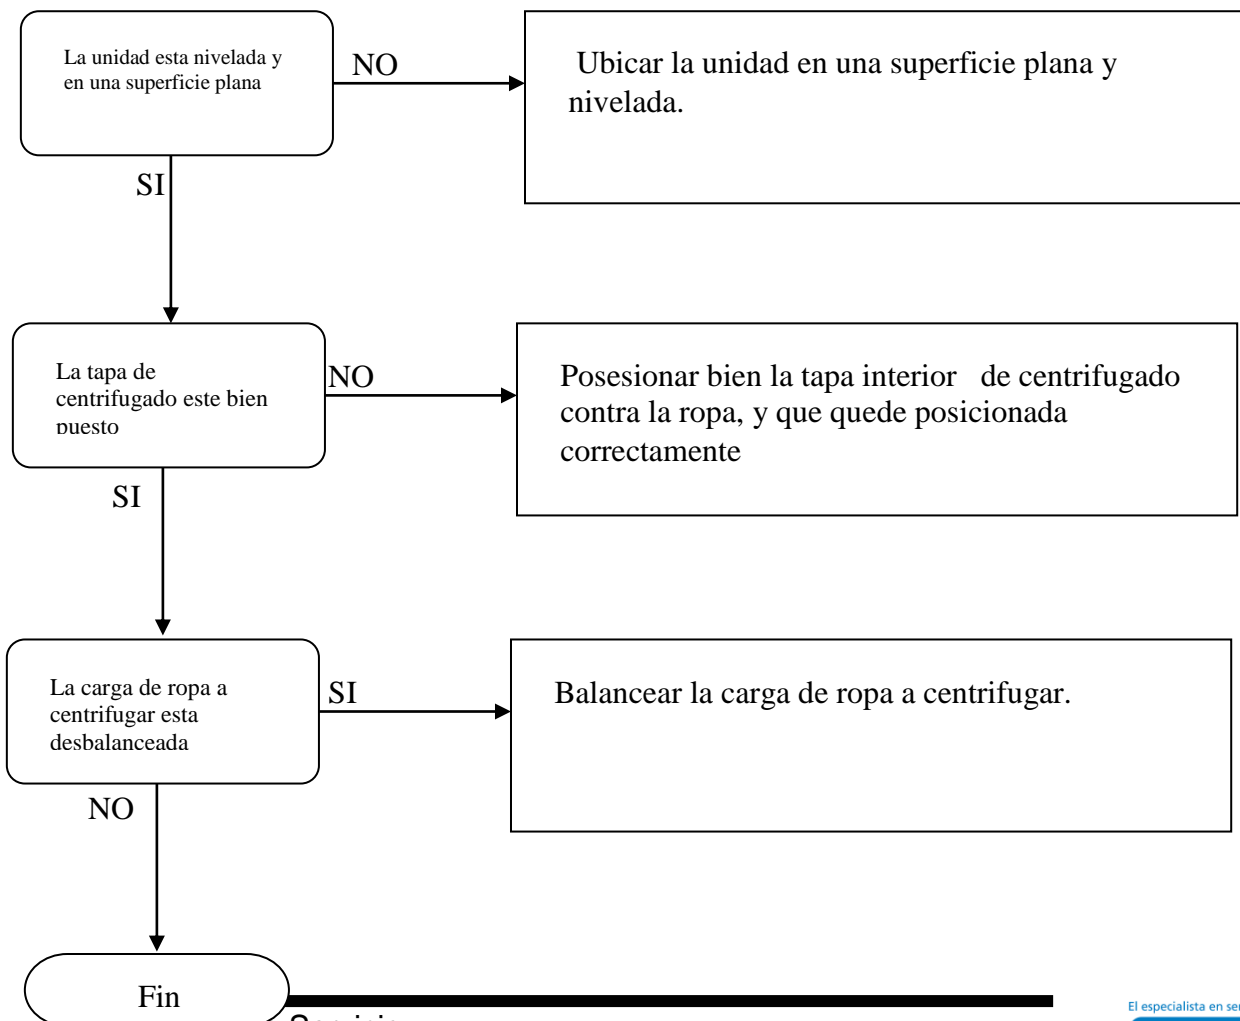 La unidad esta nivelada y
en una superficie plana
NO
Ubicar la unidad en una superficie plana y
nivelada.
SI
La tapa de
centrifugado este bien
puesto
NO
Posesionar bien la tapa interior de centrifugado
contra la ropa, y que quede posicionada
correctamente
SI
La carga de ropa a
centrifugar esta
desbalanceada
SI
Balancear la carga de ropa a centrifugar.
NO
Fin
El especialista en ser